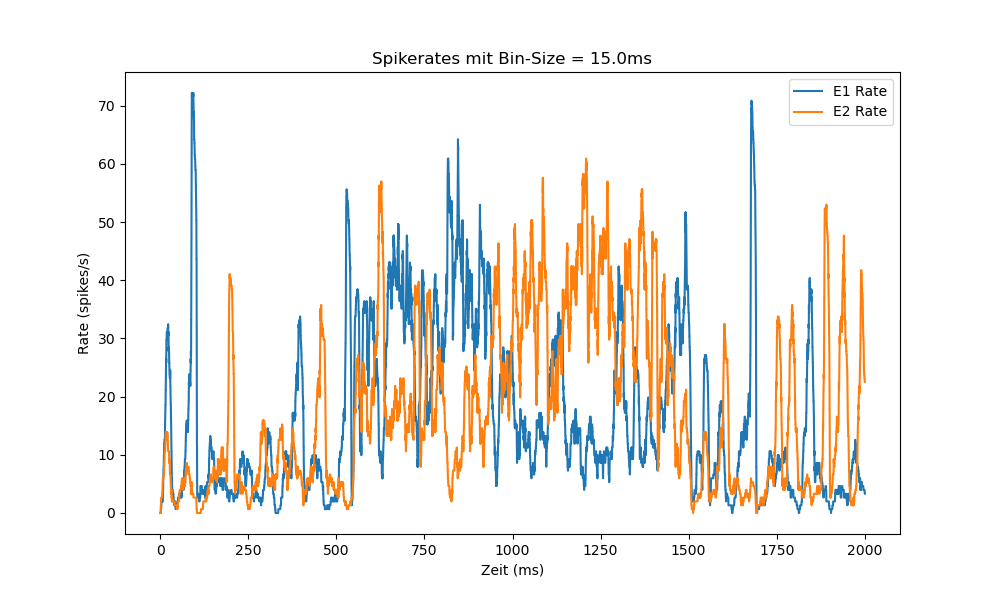 Spikerates mit Bin-Size = 15.0ms
E1 Rate
E2 Rate
Rate (spikes/s)
70
60
50
40
30
20
10
0
0 250 500 750 1000 1250 1500 1750 2000
Zeit (ms)